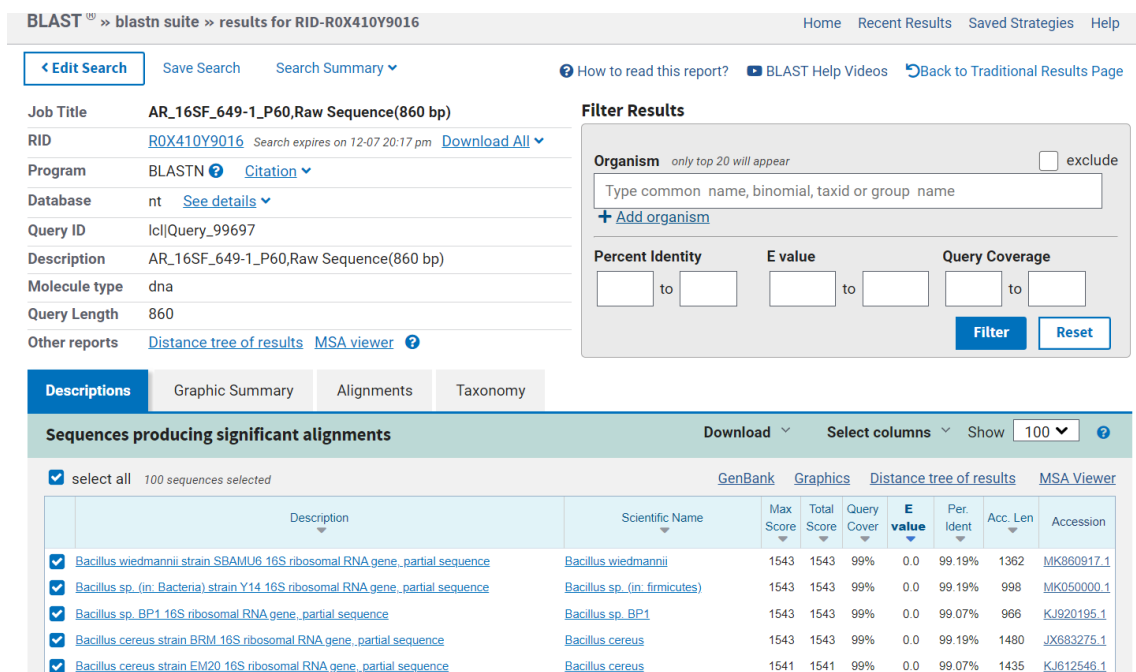 BLAST ® » blastn suite » results for RID-R0X410Y9016
Home Recent Results Saved Strategies Help
Edit Search Save Search Search Summary
How to read this report? BLAST Help Videos Back to Traditional Results Page
Job Title AR_16SF_649-1_P60,Raw Sequence(860 bp)
RID R0X410Y9016 Search expires on 12-07 20:17 pm Download All
Program BLASTN Citation
Database nt See details
Query ID lcl|Query_99697
Description AR_16SF_649-1_P60,Raw Sequence(860 bp)
Molecule type dna
Query Length 860
Other reports Distance tree of results MSA viewer
Filter Results
Organism only top 20 will appear exclude
Type common name, binomial, taxid or group name
+ Add organism
Percent Identity E value Query Coverage
to to to
Filter Reset
Descriptions Graphic Summary Alignments Taxonomy
Sequences producing significant alignments Download Select columns Show 100
select all 100 sequences selected GenBank Graphics Distance tree of results MSA Viewer
Description Scientific Name Max Score Total Score Query Cover E value Per. Ident Acc. Len Accession
Bacillus wiedmannii strain SBAMU6 16S ribosomal RNA gene, partial sequence Bacillus wiedmannii 1543 1543 99% 0.0 99.19% 1362 MK860917.1
Bacillus sp. (in: Bacteria) strain Y14 16S ribosomal RNA gene, partial sequence Bacillus sp. (in: firmicutes) 1543 1543 99% 0.0 99.19% 998 MK050000.1
Bacillus sp. BP1 16S ribosomal RNA gene, partial sequence Bacillus sp. BP1 1543 1543 99% 0.0 99.07% 966 KJ920195.1
Bacillus cereus strain BRM 16S ribosomal RNA gene, partial sequence Bacillus cereus 1543 1543 99% 0.0 99.19% 1480 JX683275.1
Bacillus cereus strain EM20 16S ribosomal RNA gene, partial sequence Bacillus cereus 1541 1541 99% 0.0 99.07% 1435 KJ612546.1